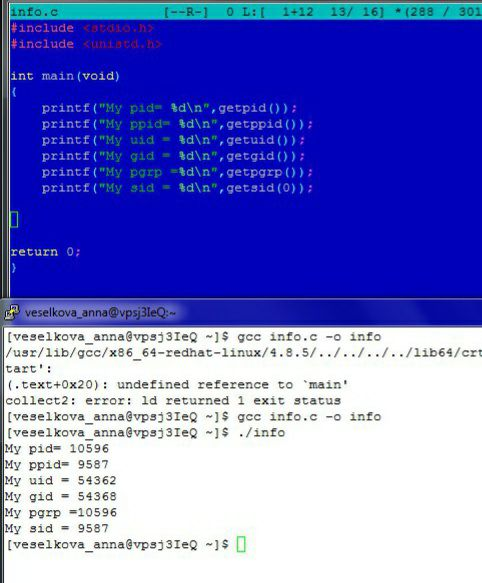 info.c [--R-] 0 L:[ 1+12 13/ 16] *(288 / 301
#include <stdio.h>
#include <unistd.h>
int main(void)
{
printf("My pid= %d\n",getpid());
printf("My ppid= %d\n",getppid());
printf("My uid = %d\n",getuid());
printf("My gid = %d\n",getgid());
printf("My pgrp =%d\n",getpgrp());
printf("My sid = %d\n",getsid(0));
return 0;
}
veselkova_anna@vpsj3IeQ:~
[veselkova_anna@vpsj3IeQ ~]$ gcc info.c -o info
/usr/lib/gcc/x86_64-redhat-linux/4.8.5/../../../../lib64/crt
tart':
(.text+0x20): undefined reference to `main'
collect2: error: ld returned 1 exit status
[veselkova_anna@vpsj3IeQ ~]$ gcc info.c -o info
[veselkova_anna@vpsj3IeQ ~]$ ./info
My pid= 10596
My ppid= 9587
My uid = 54362
My gid = 54368
My pgrp =10596
My sid = 9587
[veselkova_anna@vpsj3IeQ ~]$